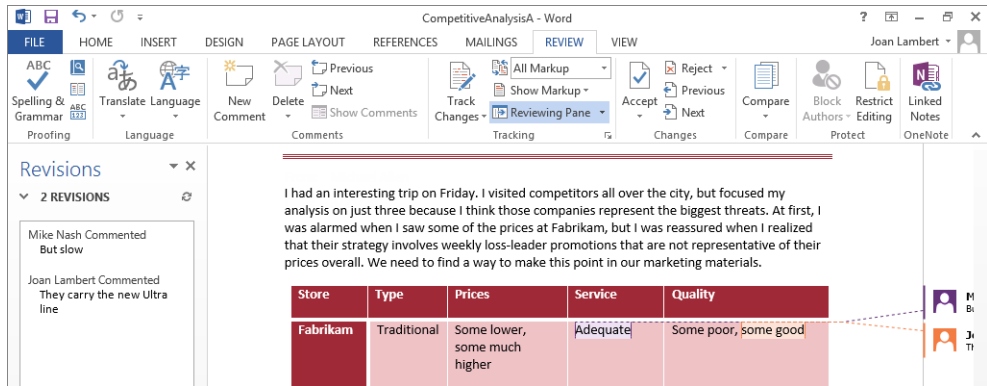 CompetitiveAnalysisA - Word
FILE HOME INSERT DESIGN PAGE LAYOUT REFERENCES MAILINGS REVIEW VIEW Joan Lambert
ABC
Spelling &
Grammar
ABC
123
Proofing
Translate Language
Language
New
Comment
Delete
Previous
Next
Show Comments
Comments
Track
Changes
All Markup
Show Markup
Reviewing Pane
Tracking
Accept
Reject
Previous
Next
Changes
Compare
Compare
Block
Authors
Restrict
Editing
Protect
Linked
Notes
OneNote
Revisions
2 REVISIONS
Mike Nash Commented
But slow
Joan Lambert Commented
They carry the new Ultra
line
I had an interesting trip on Friday. I visited competitors all over the city, but focused my
analysis on just three because I think those companies represent the biggest threats. At first, I
was alarmed when I saw some of the prices at Fabrikam, but I was reassured when I realized
that their strategy involves weekly loss-leader promotions that are not representative of their
prices overall. We need to find a way to make this point in our marketing materials.
Store Type Prices Service Quality
Fabrikam Traditional Some lower, Adequate Some poor, some good
some much
higher